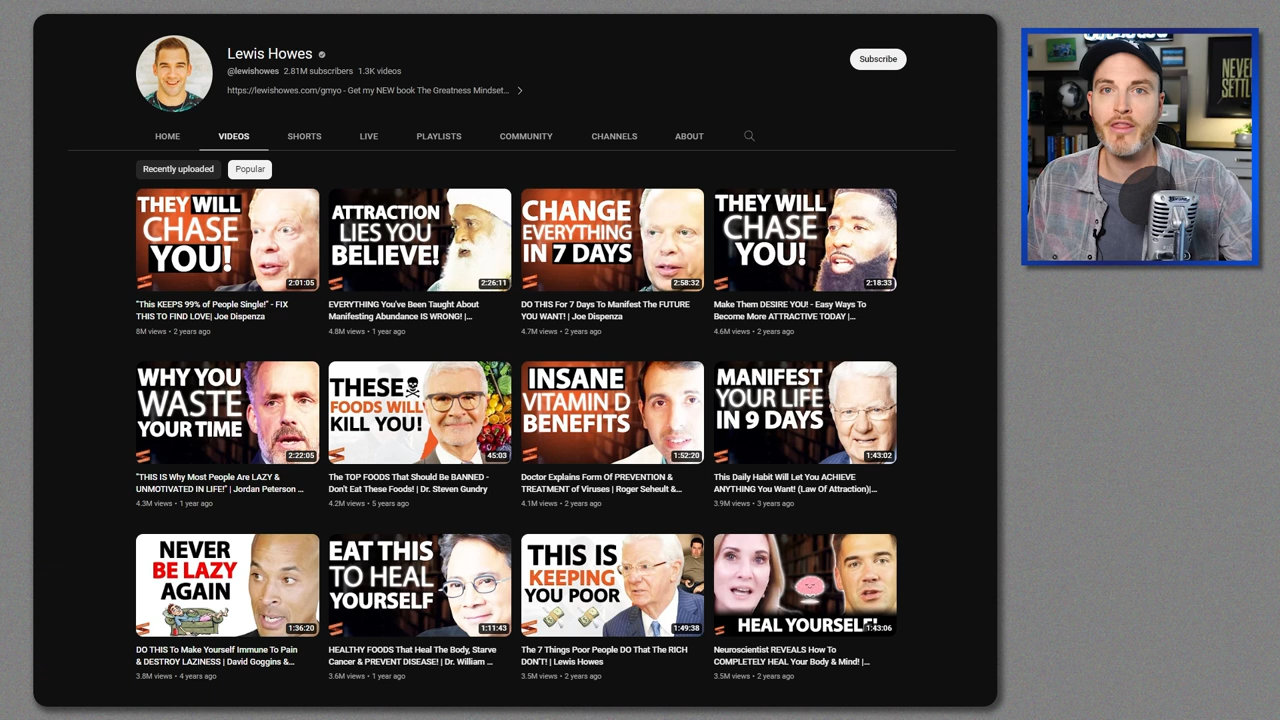 Lewis Howes
@lewishowes 2.81M subscribers 1.3K videos
https://lewishowes.com/gmyo - Get my NEW book The Greatness Mindset...
Subscribe
HOME VIDEOS SHORTS LIVE PLAYLISTS COMMUNITY CHANNELS ABOUT
Recently uploaded Popular
THEY WILL
CHASE
YOU!
2:01:05
"This KEEPS 99% of People Single!" - FIX
THIS TO FIND LOVE| Joe Dispenza
8M views • 2 years ago
ATTRACTION
LIES YOU
BELIEVE!
2:26:11
EVERYTHING You've Been Taught About
Manifesting Abundance IS WRONG! |...
4.8M views • 1 year ago
CHANGE
EVERYTHING
IN 7 DAYS
2:58:32
DO THIS For 7 Days To Manifest The FUTURE
YOU WANT! | Joe Dispenza
4.7M views • 2 years ago
THEY WILL
CHASE
YOU!
2:18:33
Make Them DESIRE YOU! - Easy Ways To
Become More ATTRACTIVE TODAY |...
4.6M views • 2 years ago
WHY YOU
WASTE
YOUR TIME
2:22:05
"THIS IS Why Most People Are LAZY &
UNMOTIVATED IN LIFE!" | Jordan Peterson ...
4.3M views • 1 year ago
THESE
FOODS WILL
KILL YOU!
45:03
The TOP FOODS That Should Be BANNED -
Don't Eat These Foods! | Dr. Steven Gundry
4.2M views • 5 years ago
INSANE
VITAMIN D
BENEFITS
1:52:20
Doctor Explains Form Of PREVENTION &
TREATMENT of Viruses | Roger Seheult &...
4.1M views • 2 years ago
MANIFEST
YOUR LIFE
IN 9 DAYS
1:43:02
This Daily Habit Will Let You ACHIEVE
ANYTHING You Want! (Law Of Attraction)|...
3.9M views • 3 years ago
NEVER
BE LAZY
AGAIN
1:36:20
DO THIS To Make Yourself Immune To Pain
& DESTROY LAZINESS | David Goggins &...
3.8M views • 4 years ago
EAT THIS
TO HEAL
YOURSELF
1:11:43
HEALTHY FOODS That Heal The Body, Starve
Cancer & PREVENT DISEASE! | Dr. William ...
3.6M views • 1 year ago
THIS IS
KEEPING
YOU POOR
1:49:38
The 7 Things Poor People DO That The RICH
DON'T! | Lewis Howes
3.5M views • 2 years ago
HEAL YOURSELF!
1:43:06
Neuroscientist REVEALS How To
COMPLETELY HEAL Your Body & Mind! |...
3.5M views • 2 years ago
NEVER
SETTLE